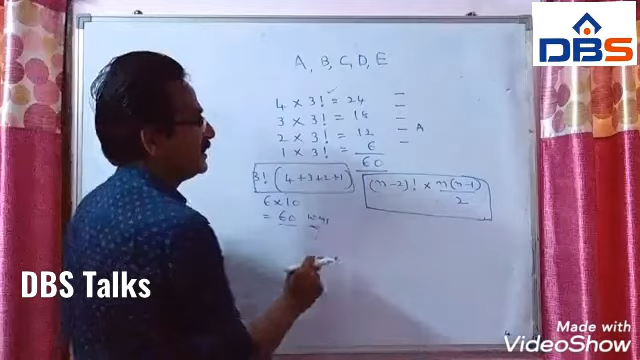 DBS
A, B, C, D, E
4 × 3! = 24
3 × 3! = 18
2 × 3! = 12 — A
1 × 3! = 6
60
3! (4+3+2+1)
(n-2)! × n(n-1)/2
6 × 10
= 60 ways
DBS Talks
Made with
VideoShow